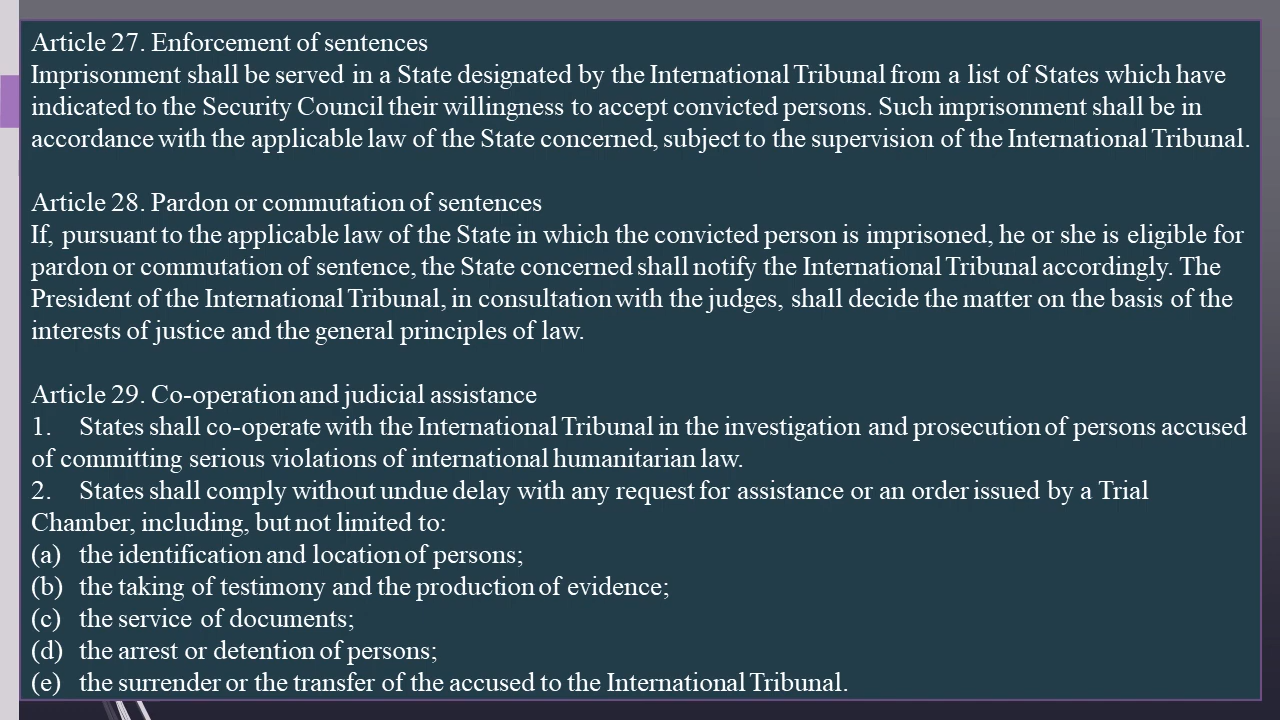 Article 27. Enforcement of sentences
Imprisonment shall be served in a State designated by the International Tribunal from a list of States which have
indicated to the Security Council their willingness to accept convicted persons. Such imprisonment shall be in
accordance with the applicable law of the State concerned, subject to the supervision of the International Tribunal.
Article 28. Pardon or commutation of sentences
If, pursuant to the applicable law of the State in which the convicted person is imprisoned, he or she is eligible for
pardon or commutation of sentence, the State concerned shall notify the International Tribunal accordingly. The
President of the International Tribunal, in consultation with the judges, shall decide the matter on the basis of the
interests of justice and the general principles of law.
Article 29. Co-operation and judicial assistance
1. States shall co-operate with the International Tribunal in the investigation and prosecution of persons accused
of committing serious violations of international humanitarian law.
2. States shall comply without undue delay with any request for assistance or an order issued by a Trial
Chamber, including, but not limited to:
(a) the identification and location of persons;
(b) the taking of testimony and the production of evidence;
(c) the service of documents;
(d) the arrest or detention of persons;
(e) the surrender or the transfer of the accused to the International Tribunal.